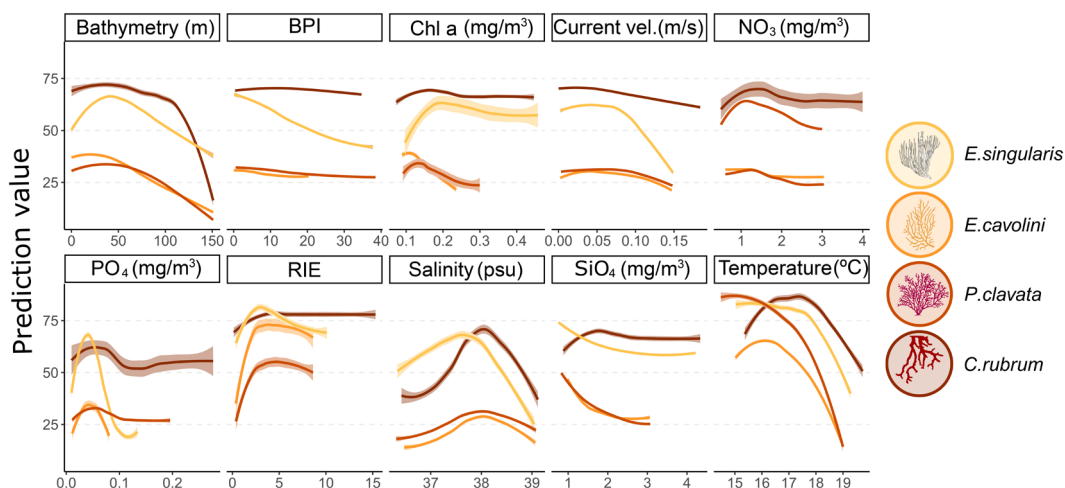 Bathymetry (m) BPI Chl a (mg/m³) Current vel.(m/s) NO₃ (mg/m³)
75
50
25
0 50 100 150 0 10 20 30 40 0.1 0.2 0.3 0.4 0.00 0.05 0.10 0.15 1 2 3 4
PO₄ (mg/m³) RIE Salinity (psu) SiO₄ (mg/m³) Temperature(ºC)
75
50
25
0.0 0.1 0.2 0 5 10 15 37 38 39 1 2 3 4 15 16 17 18 19
Prediction value
E.singularis
E.cavolini
P.clavata
C.rubrum